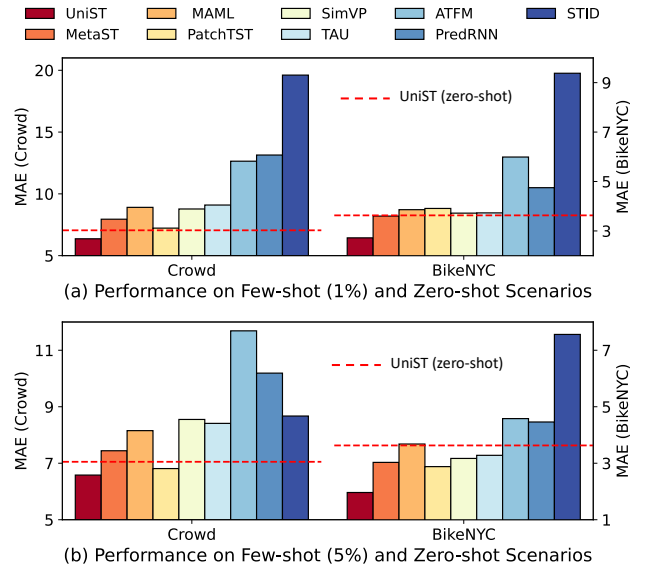 UniST MAML SimVP ATFM STID
MetaST PatchTST TAU PredRNN
20
15
10
5
MAE (Crowd)
UniST (zero-shot)
9
7
5
3
MAE (BikeNYC)
Crowd BikeNYC
(a) Performance on Few-shot (1%) and Zero-shot Scenarios
11
9
7
5
MAE (Crowd)
UniST (zero-shot)
7
5
3
1
MAE (BikeNYC)
Crowd BikeNYC
(b) Performance on Few-shot (5%) and Zero-shot Scenarios